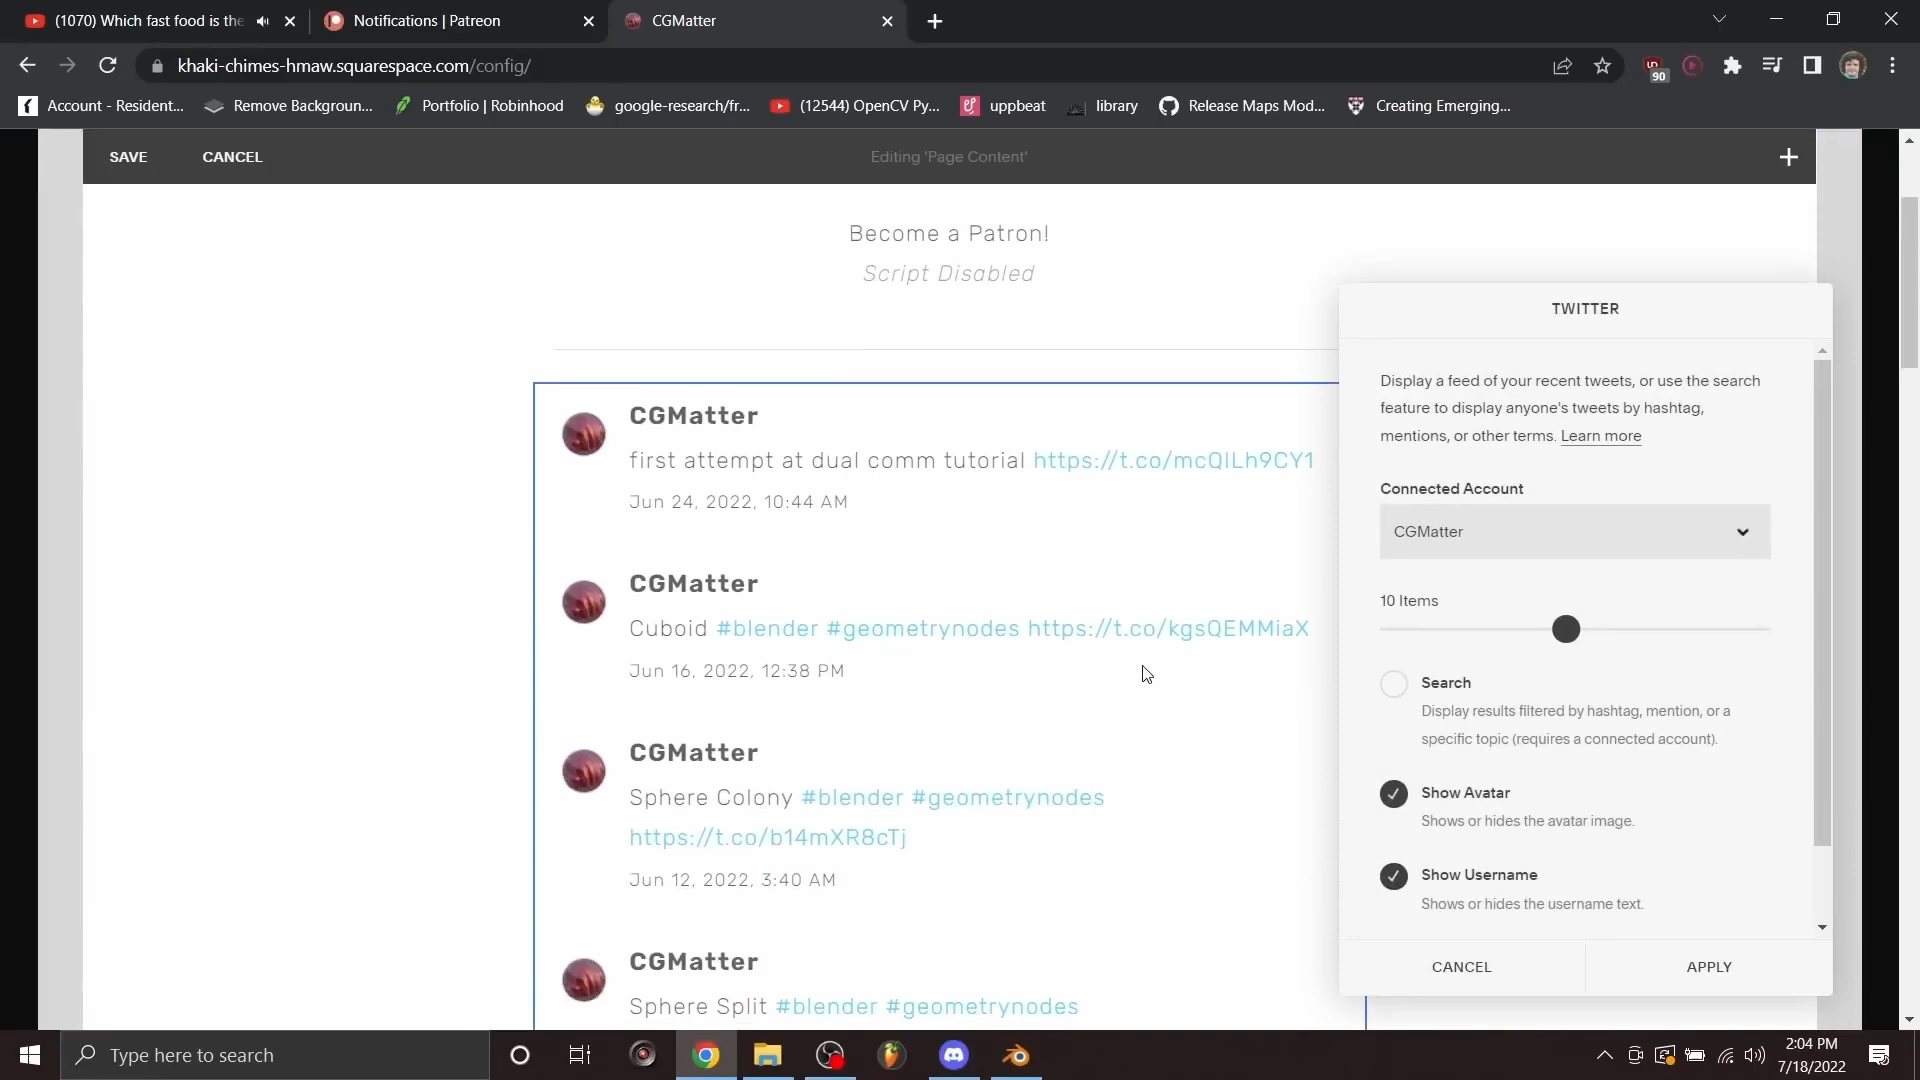 (1070) Which fast food is the
Notifications | Patreon
CGMatter
khaki-chimes-hmaw.squarespace.com/config/
90
Account - Resident...
Remove Backgroun...
Portfolio | Robinhood
google-research/fr...
(12544) OpenCV Py...
uppbeat
library
Release Maps Mod...
Creating Emerging...
SAVE
CANCEL
Editing 'Page Content'
Become a Patron!
Script Disabled
CGMatter
first attempt at dual comm tutorial https://t.co/mcQlLh9CY1
Jun 24, 2022, 10:44 AM
CGMatter
Cuboid #blender #geometrynodes https://t.co/kgsQEMMiaX
Jun 16, 2022, 12:38 PM
CGMatter
Sphere Colony #blender #geometrynodes
https://t.co/b14mXR8cTj
Jun 12, 2022, 3:40 AM
CGMatter
Sphere Split #blender #geometrynodes
TWITTER
Display a feed of your recent tweets, or use the search
feature to display anyone's tweets by hashtag,
mentions, or other terms. Learn more
Connected Account
CGMatter
10 Items
Search
Display results filtered by hashtag, mention, or a
specific topic (requires a connected account).
Show Avatar
Shows or hides the avatar image.
Show Username
Shows or hides the username text.
CANCEL
APPLY
Type here to search
2:04 PM
7/18/2022